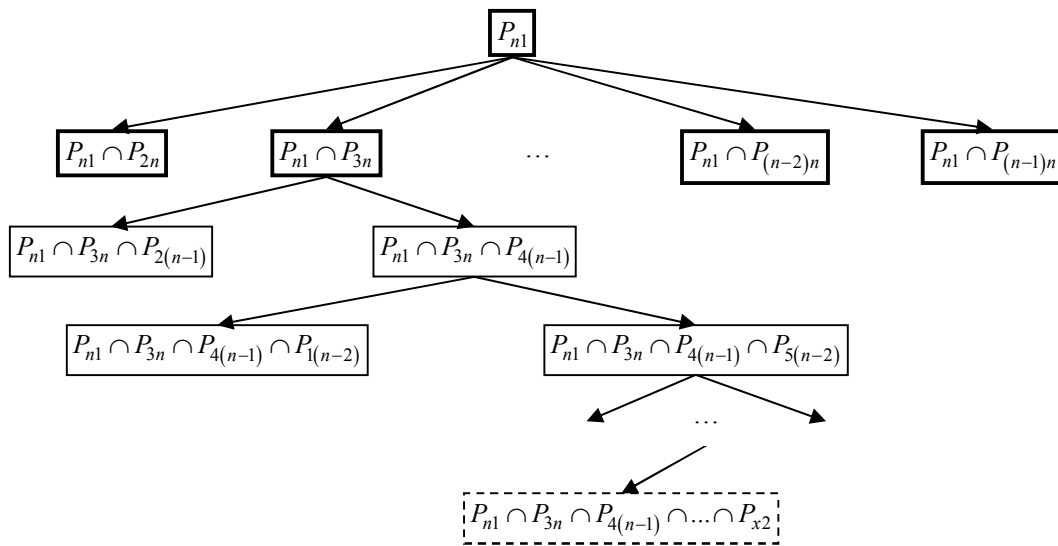 P_{n1}
P_{n1} ∩ P_{2n} P_{n1} ∩ P_{3n} ... P_{n1} ∩ P_{(n-2)n} P_{n1} ∩ P_{(n-1)n}
P_{n1} ∩ P_{3n} ∩ P_{2(n-1)} P_{n1} ∩ P_{3n} ∩ P_{4(n-1)}
P_{n1} ∩ P_{3n} ∩ P_{4(n-1)} ∩ P_{1(n-2)} P_{n1} ∩ P_{3n} ∩ P_{4(n-1)} ∩ P_{5(n-2)}
...
P_{n1} ∩ P_{3n} ∩ P_{4(n-1)} ∩ ... ∩ P_{x2}